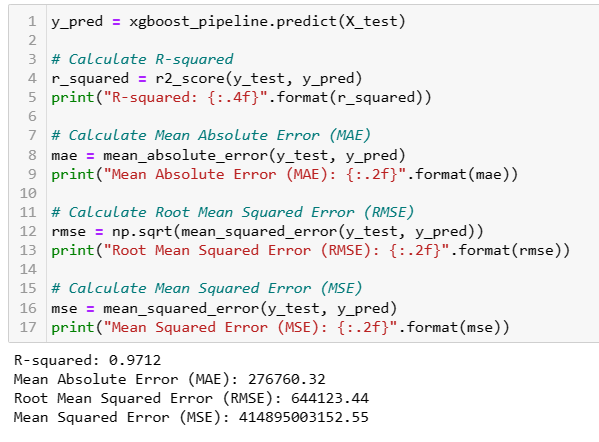 1 y_pred = xgboost_pipeline.predict(X_test)
2
3 # Calculate R-squared
4 r_squared = r2_score(y_test, y_pred)
5 print("R-squared: {:.4f}".format(r_squared))
6
7 # Calculate Mean Absolute Error (MAE)
8 mae = mean_absolute_error(y_test, y_pred)
9 print("Mean Absolute Error (MAE): {:.2f}".format(mae))
10
11 # Calculate Root Mean Squared Error (RMSE)
12 rmse = np.sqrt(mean_squared_error(y_test, y_pred))
13 print("Root Mean Squared Error (RMSE): {:.2f}".format(rmse))
14
15 # Calculate Mean Squared Error (MSE)
16 mse = mean_squared_error(y_test, y_pred)
17 print("Mean Squared Error (MSE): {:.2f}".format(mse))
R-squared: 0.9712
Mean Absolute Error (MAE): 276760.32
Root Mean Squared Error (RMSE): 644123.44
Mean Squared Error (MSE): 414895003152.55